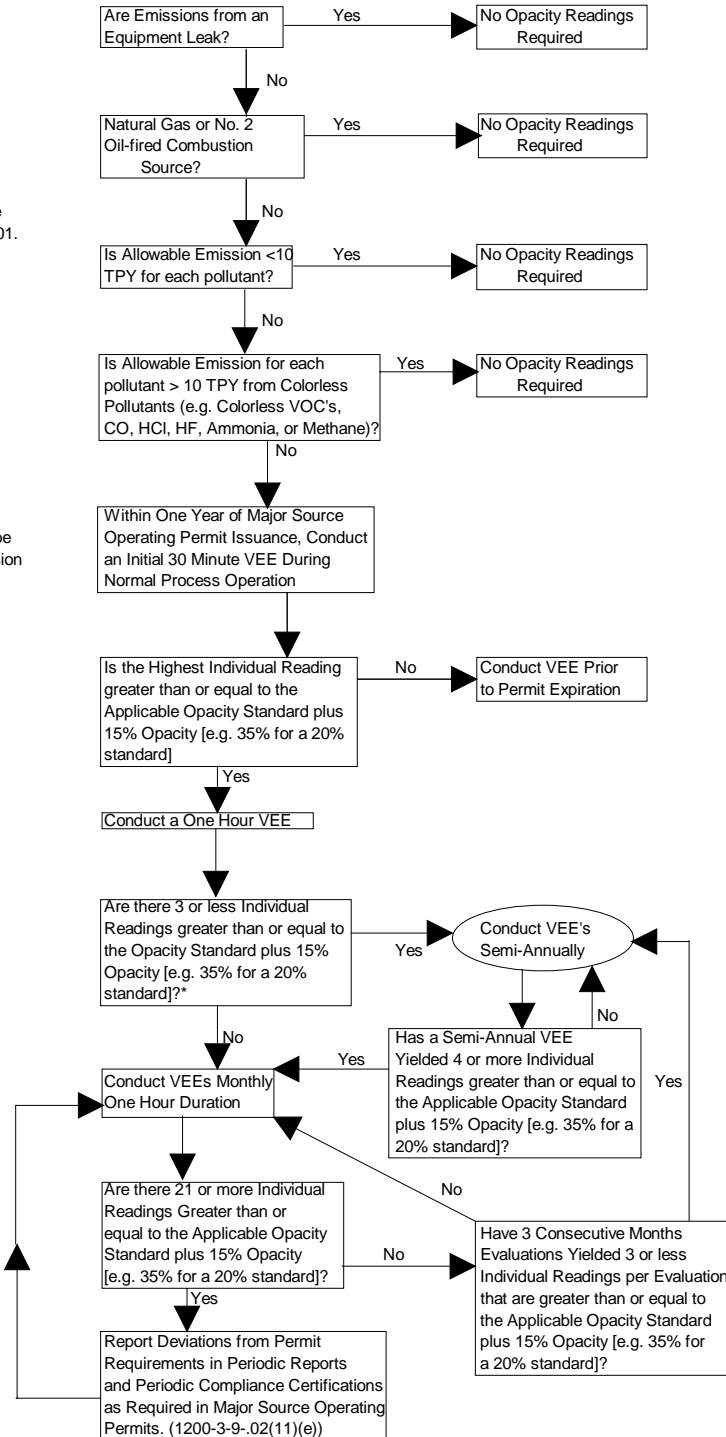 Are Emissions from an
Equipment Leak?
Yes
No Opacity Readings
Required
No
Natural Gas or No. 2
Oil-fired Combustion
Source?
Yes
No Opacity Readings
Required
No
01.
Is Allowable Emission <10
TPY for each pollutant?
Yes
No Opacity Readings
Required
No
Is Allowable Emission for each
pollutant > 10 TPY from Colorless
Pollutants (e.g. Colorless VOC's,
CO, HCl, HF, Ammonia, or Methane)?
Yes
No Opacity Readings
Required
No
Within One Year of Major Source
Operating Permit Issuance, Conduct
an Initial 30 Minute VEE During
Normal Process Operation
Is the Highest Individual Reading
greater than or equal to the
Applicable Opacity Standard plus
15% Opacity [e.g. 35% for a 20%
standard]
No
Conduct VEE Prior
to Permit Expiration
Yes
Conduct a One Hour VEE
Are there 3 or less Individual
Readings greater than or equal to
the Opacity Standard plus 15%
Opacity [e.g. 35% for a 20%
standard]?*
Yes
Conduct VEE's
Semi-Annually
No
No
Has a Semi-Annual VEE
Yielded 4 or more Individual
Readings greater than or equal to
the Applicable Opacity Standard
plus 15% Opacity [e.g. 35% for a
20% standard]?
Yes
Yes
Conduct VEEs Monthly
One Hour Duration
Are there 21 or more Individual
Readings Greater than or
equal to the Applicable Opacity
Standard plus 15% Opacity
[e.g. 35% for a 20% standard]?
No
No
Have 3 Consecutive Months
Evaluations Yielded 3 or less
Individual Readings per Evaluation
that are greater than or equal to
the Applicable Opacity Standard
plus 15% Opacity [e.g. 35% for
a 20% standard]?
Yes
Report Deviations from Permit
Requirements in Periodic Reports
and Periodic Compliance Certifications
as Required in Major Source Operating
Permits. (1200-3-9-.02(11)(e))